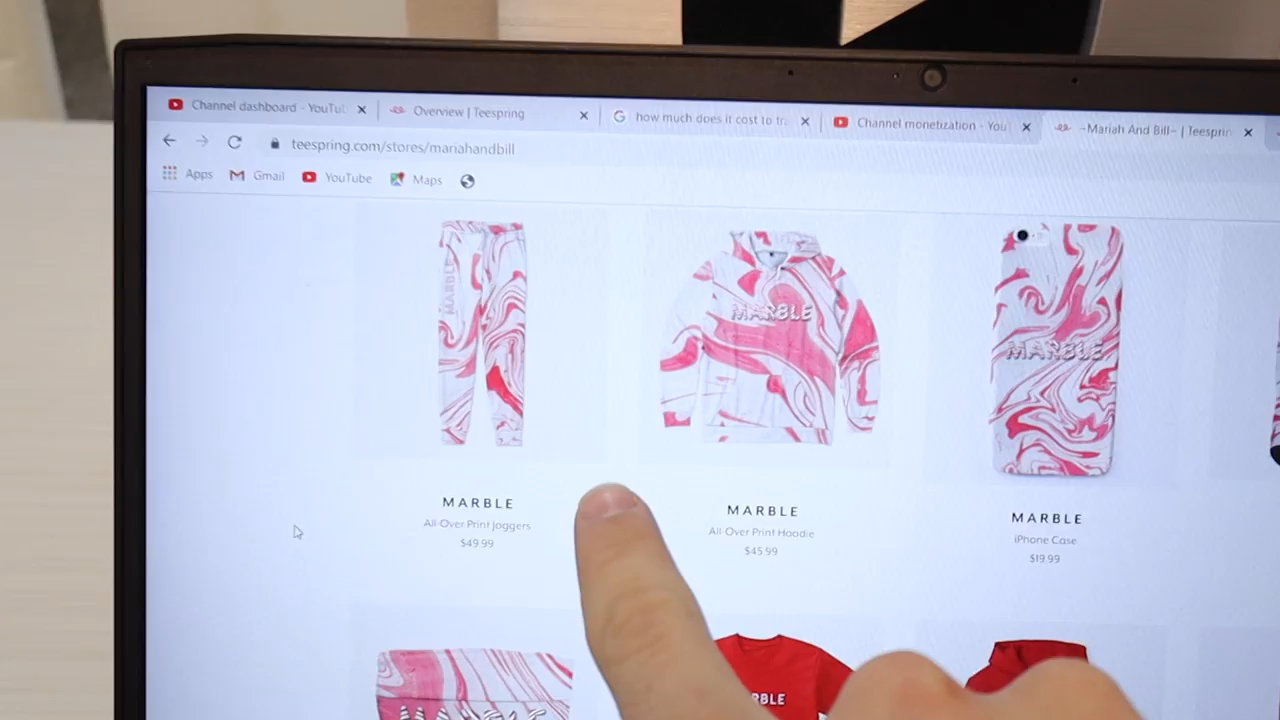 Channel dashboard - YouTu
Overview | Teespring
how much does it cost to tr
Channel monetization - You
~Mariah And Bill~ | Teesprin
teespring.com/stores/mariahandbill
Apps
Gmail
YouTube
Maps
MARBLE
MARBLE
MARBLE
MARBLE
All-Over Print Joggers
$49.99
MARBLE
All-Over Print Hoodie
$45.99
MARBLE
iPhone Case
$19.99
MARBLE
RBLE